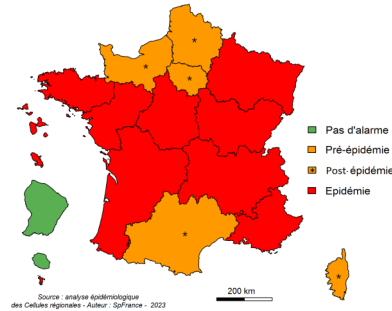 Pas d'alarme
Pré-épidémie
Post-épidémie
Epidémie
200 km
Source : analyse épidémiologique
des Cellules régionales - Auteur : SpFrance - 2023